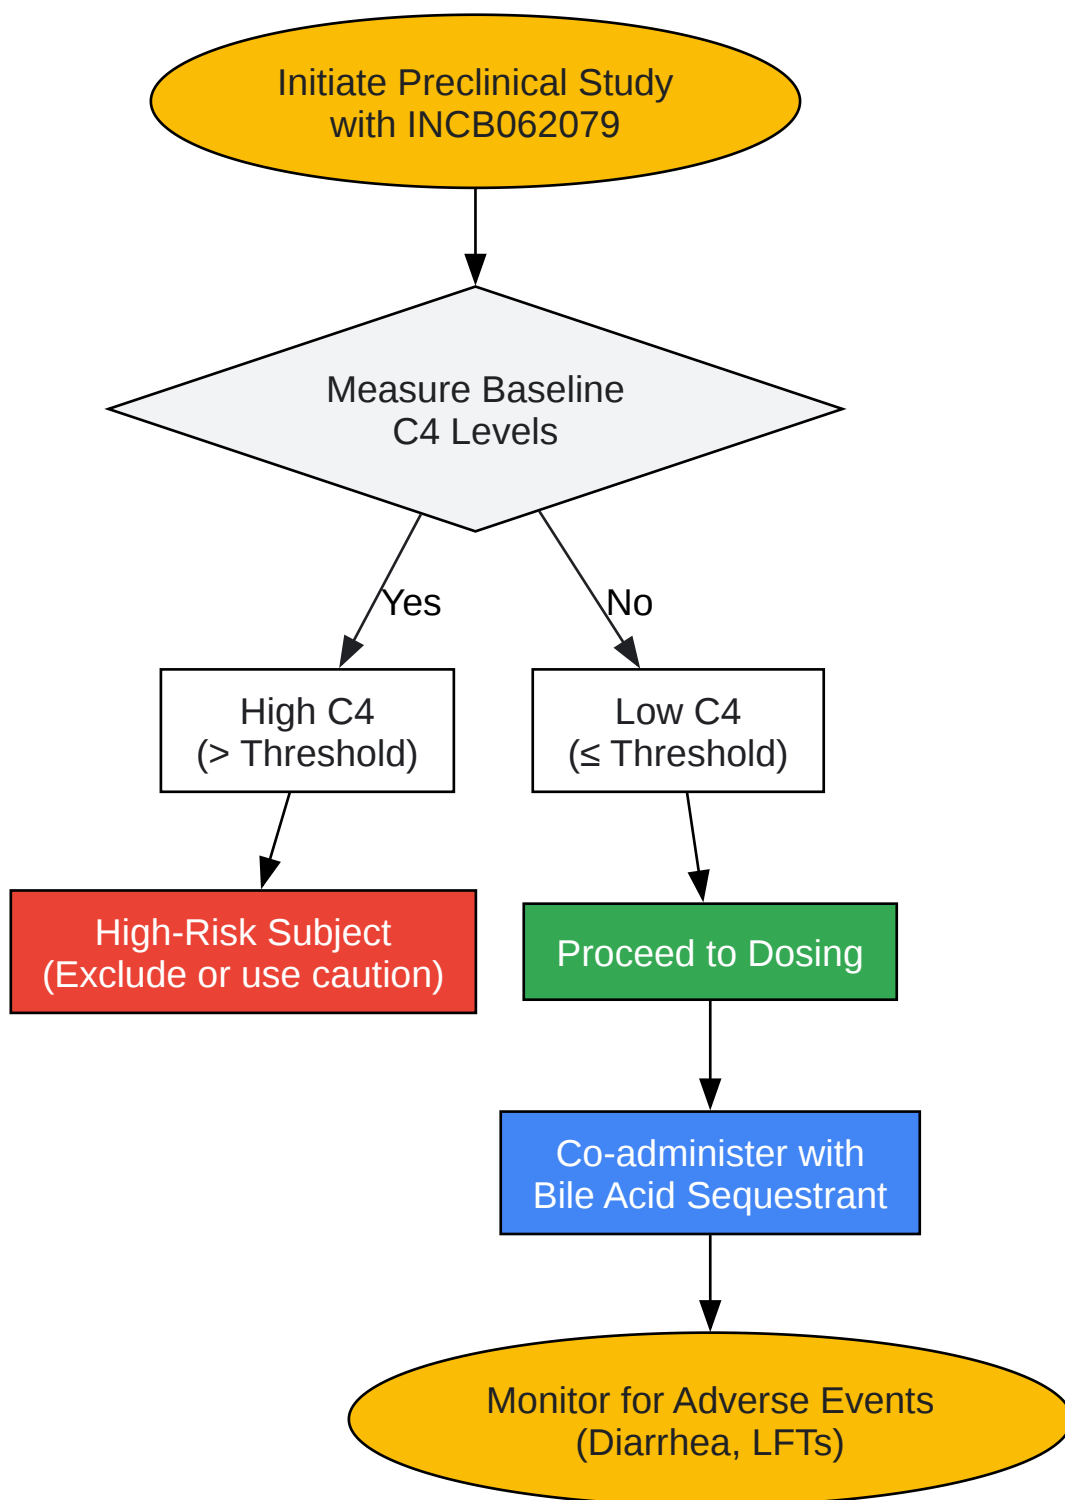 Initiate Preclinical Study
with INCB062079
Measure Baseline
C4 Levels
Yes
No
High C4
(> Threshold)
Low C4
(≤ Threshold)
High-Risk Subject
(Exclude or use caution)
Proceed to Dosing
Co-administer with
Bile Acid Sequestrant
Monitor for Adverse Events
(Diarrhea, LFTs)